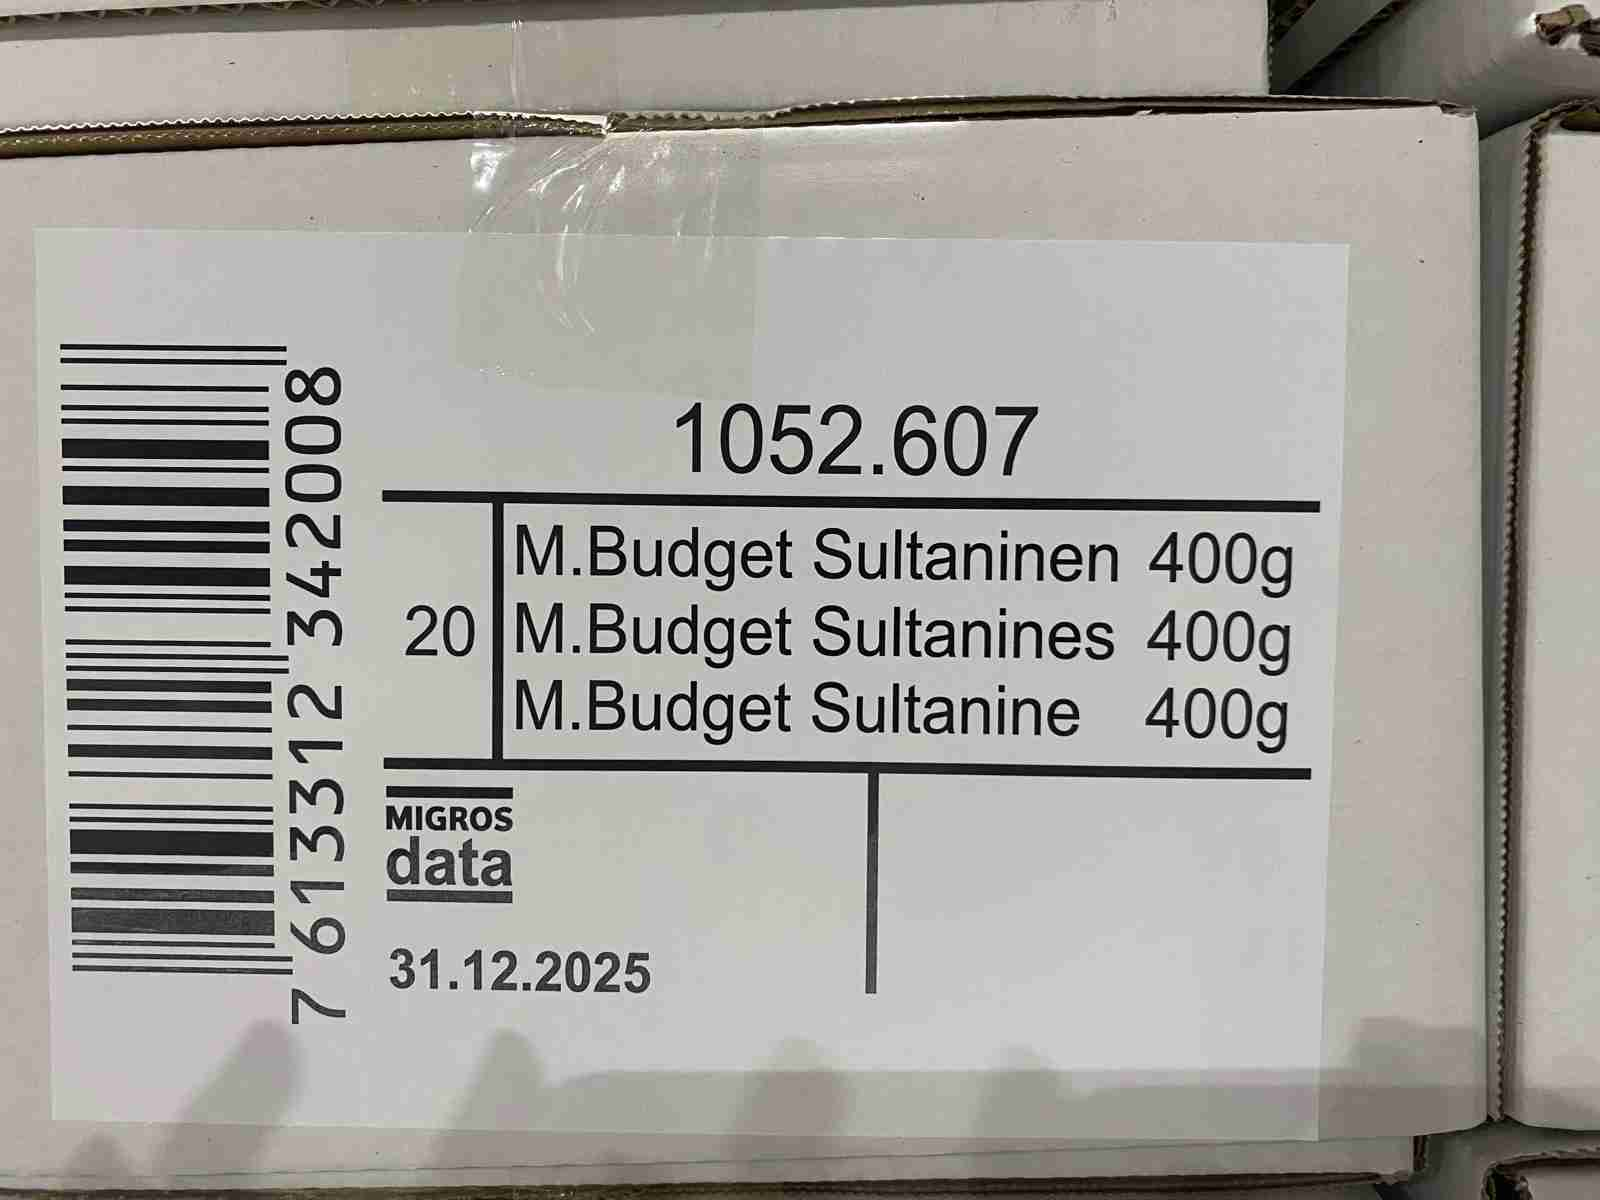 7 613312 342008
1052.607
20
M.Budget Sultaninen 400g
M.Budget Sultanines 400g
M.Budget Sultanine 400g
MIGROS
data
31.12.2025